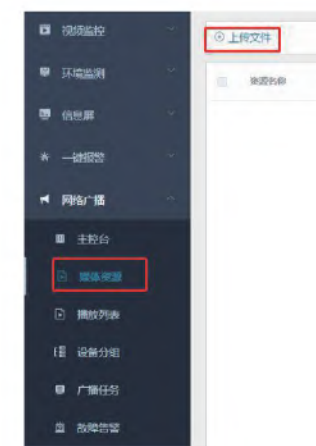 视频监控
环境监测
信息屏
一键报警
网络广播
主控台
媒体资源
播放列表
设备分组
广播任务
故障告警
上传文件
资源名称